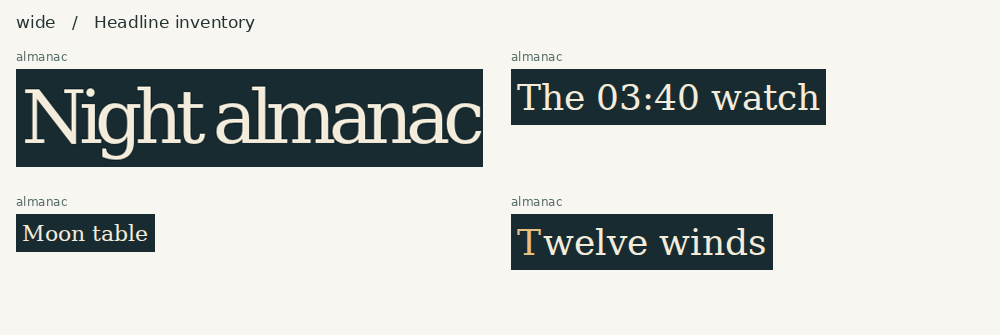 wide / Headline inventory
almanac
Night almanac
almanac
The 03:40 watch
almanac
Moon table
almanac
Twelve winds